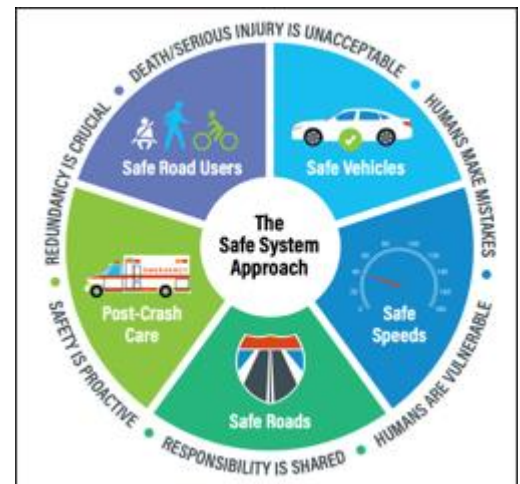 DEATH/SERIOUS INJURY IS UNACCEPTABLE
HUMANS MAKE MISTAKES
HUMANS ARE VULNERABLE
RESPONSIBILITY IS SHARED
SAFETY IS PROACTIVE
REDUNDANCY IS CRUCIAL
The
Safe System
Approach
Safe Road Users
Safe Vehicles
Safe
Speeds
Safe Roads
Post-Crash
Care
EMERGENCY